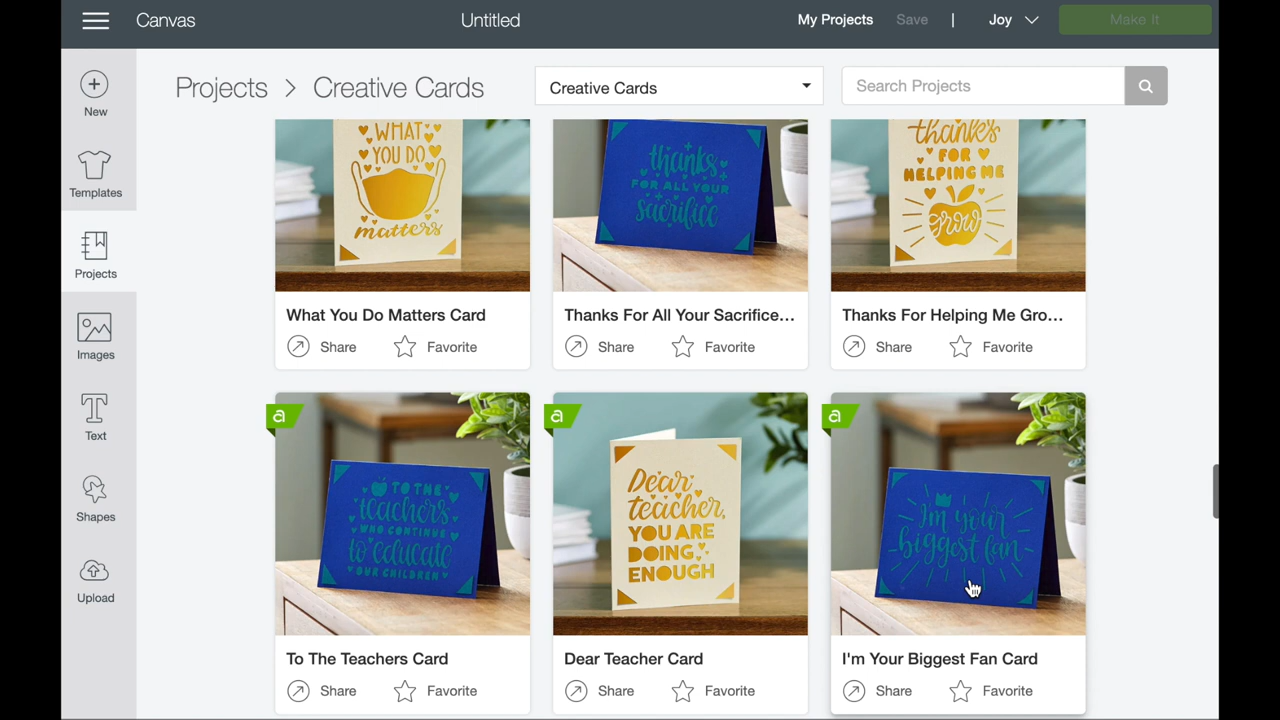 Canvas
Untitled
My Projects
Save
|
Joy
Make It
New
Templates
Projects
Images
Text
Shapes
Upload
Projects > Creative Cards
Creative Cards
Search Projects
WHAT
YOU DO
matters
What You Do Matters Card
Share
Favorite
thanks
FOR ALL YOUR
sacrifice
Thanks For All Your Sacrifice...
Share
Favorite
thanks
FOR
HELPING ME
grow
Thanks For Helping Me Gro...
Share
Favorite
a
TO THE
teachers
WHO CONTINUE
to educate
OUR CHILDREN
To The Teachers Card
Share
Favorite
a
Dear
teacher,
YOU ARE
DOING
ENOUGH
Dear Teacher Card
Share
Favorite
a
I'm your
biggest fan
I'm Your Biggest Fan Card
Share
Favorite